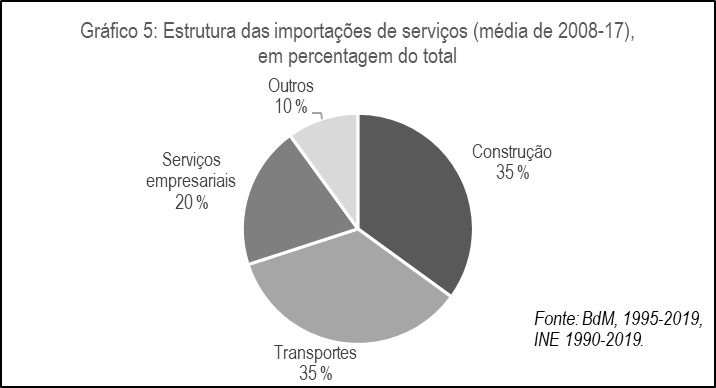 Gráfico 5: Estrutura das importações de serviços (média de 2008-17),
em percentagem do total
Outros
10 %
Construção
35 %
Serviços
empresariais
20 %
Transportes
35 %
Fonte: BdM, 1995-2019,
INE 1990-2019.